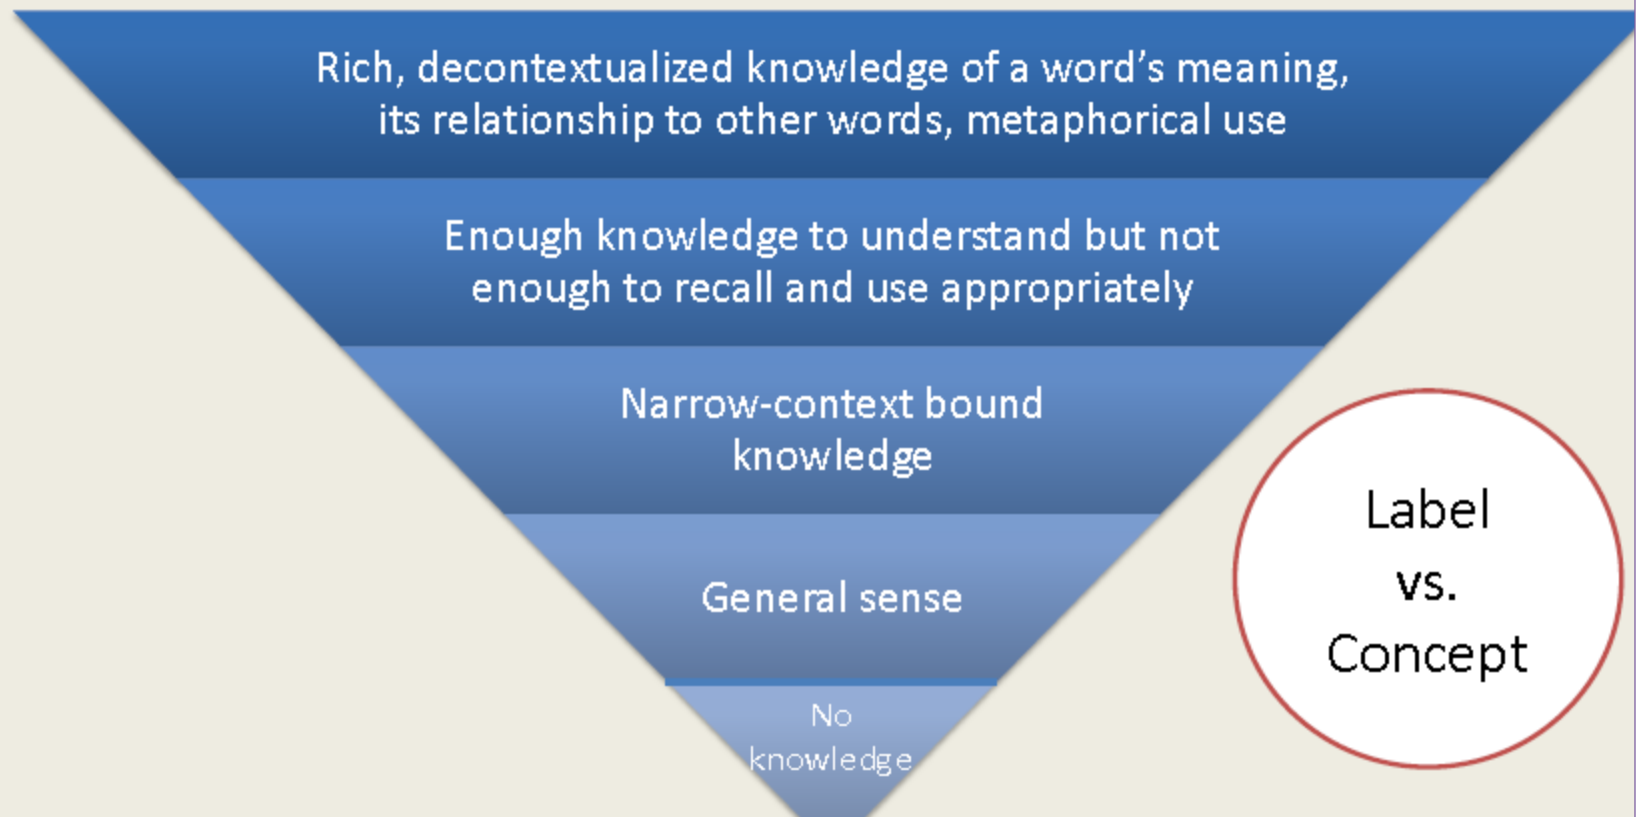 Rich, decontextualized knowledge of a word’s meaning,
its relationship to other words, metaphorical use
Enough knowledge to understand but not
enough to recall and use appropriately
Narrow-context bound
knowledge
General sense
No
knowledge
Label
vs.
Concept